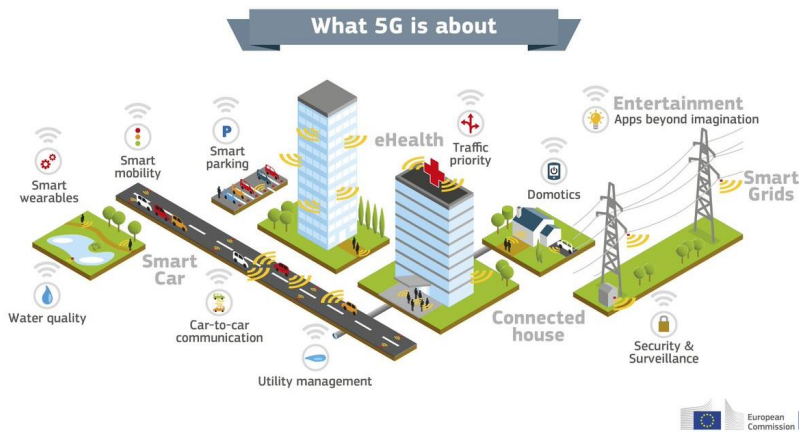 What 5G is about
Smart
wearables
Smart
mobility
P
Smart
parking
eHealth
Traffic
priority
Domotics
Entertainment
Apps beyond imagination
Smart
Grids
Water quality
Smart
Car
Car-to-car
communication
Utility management
Connected
house
Security &
Surveillance
European
Commission